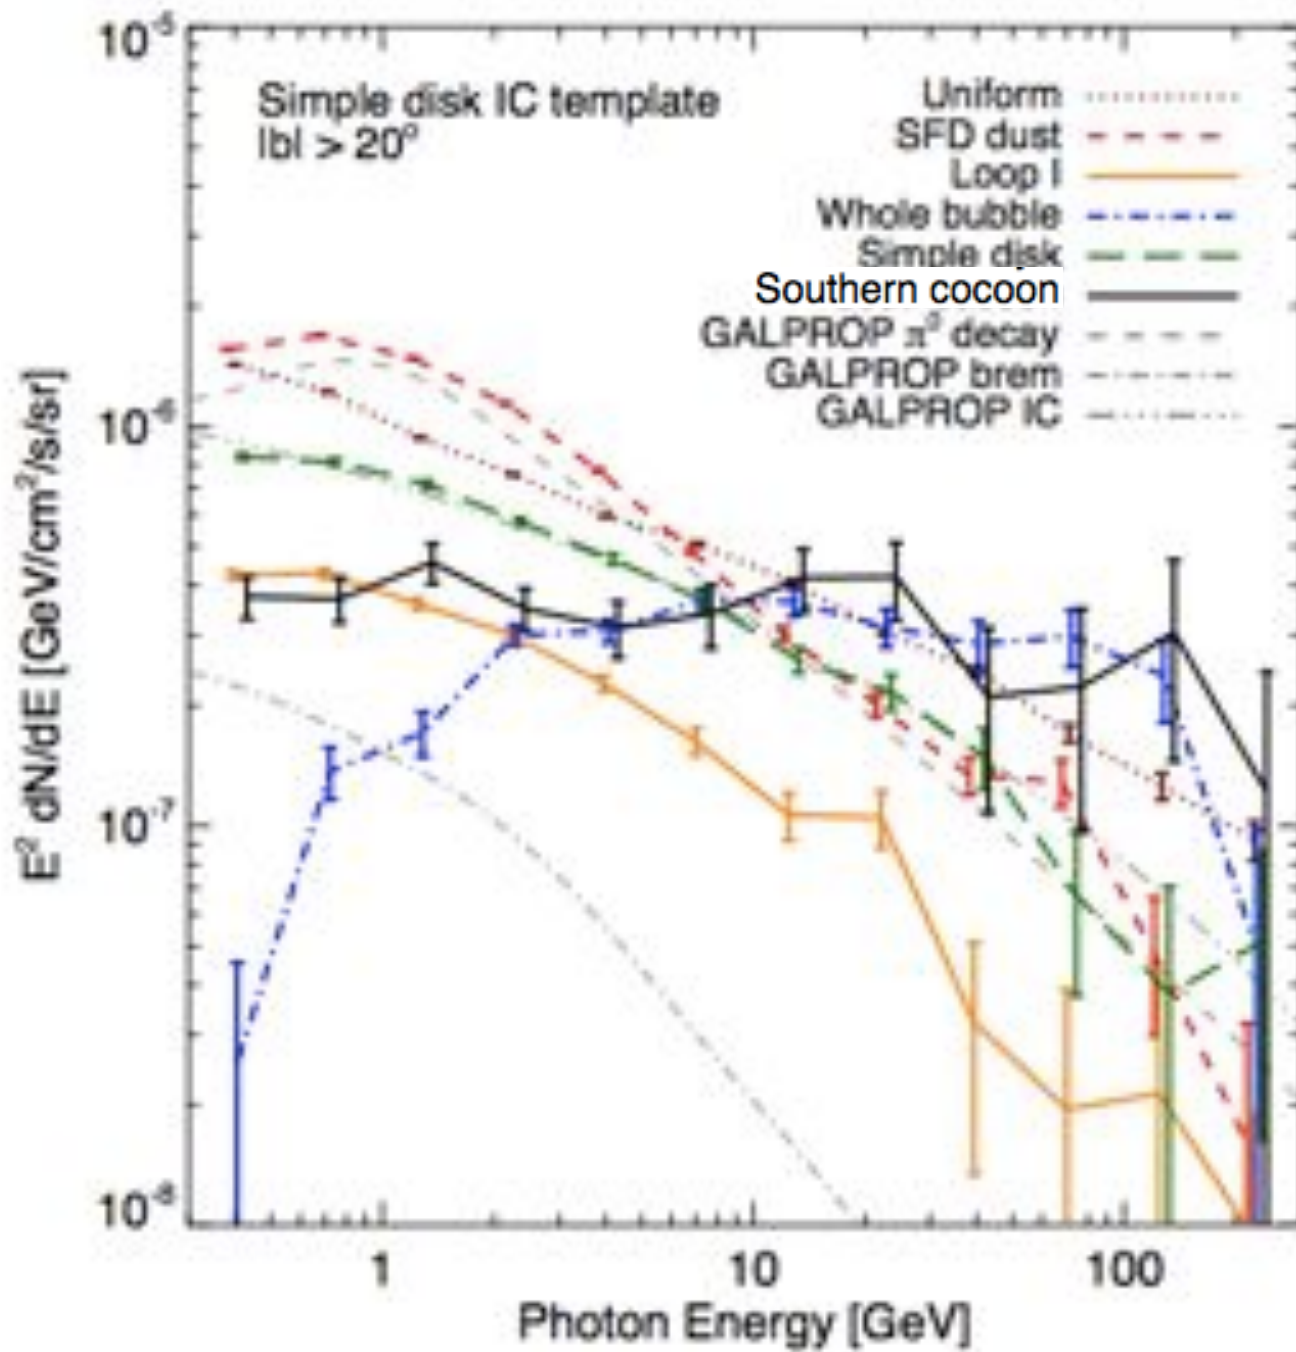 10⁻⁵
Simple disk IC template
|b| > 20°
Uniform
SFD dust
Loop I
Whole bubble
Simple disk
Southern cocoon
GALPROP π⁰ decay
GALPROP brem
GALPROP IC
10⁻⁶
10⁻⁷
10⁻⁸
E² dN/dE [GeV/cm²/s/sr]
1 10 100
Photon Energy [GeV]